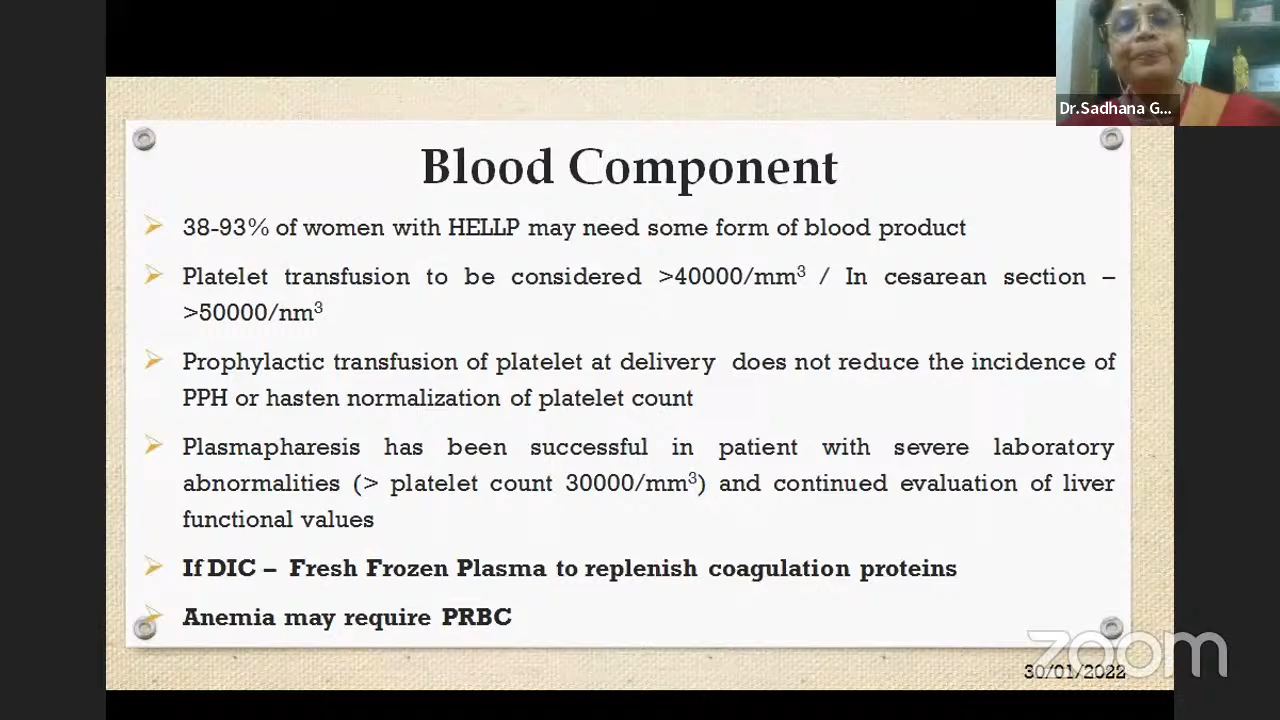 Dr.Sadhana G...
Blood Component
38-93% of women with HELLP may need some form of blood product
Platelet transfusion to be considered >40000/mm³ / In cesarean section –
>50000/nm³
Prophylactic transfusion of platelet at delivery does not reduce the incidence of
PPH or hasten normalization of platelet count
Plasmapharesis has been successful in patient with severe laboratory
abnormalities (> platelet count 30000/mm³) and continued evaluation of liver
functional values
If DIC – Fresh Frozen Plasma to replenish coagulation proteins
Anemia may require PRBC
zoom
30/01/2022